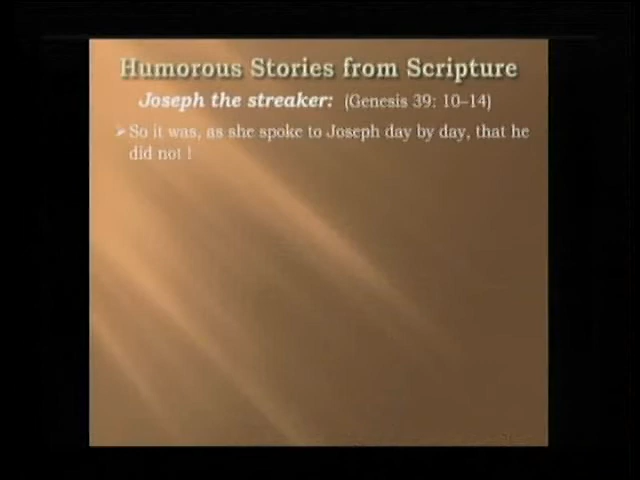 Humorous Stories from Scripture
Joseph the streaker: (Genesis 39: 10–14)
➢So it was, as she spoke to Joseph day by day, that he
did not !